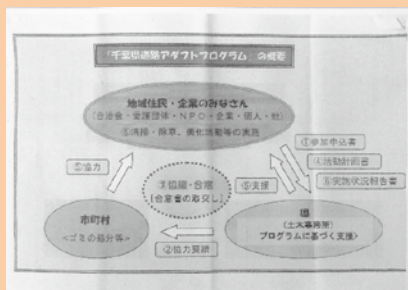 「千葉県道路アダプトプログラム」の概要
地域住民・企業のみなさん
(自治会・愛護団体・NPO・企業・個人・他)
⑤清掃・除草、美化活動等の実施
①参加申込書
④活動計画書
⑥実施状況報告書
②協力
③協議・合意
[合意書の取交し]
⑤支援
市町村
<ゴミの処分等>
県
(土木事務所)
プログラムに基づく支援>
②協力要請